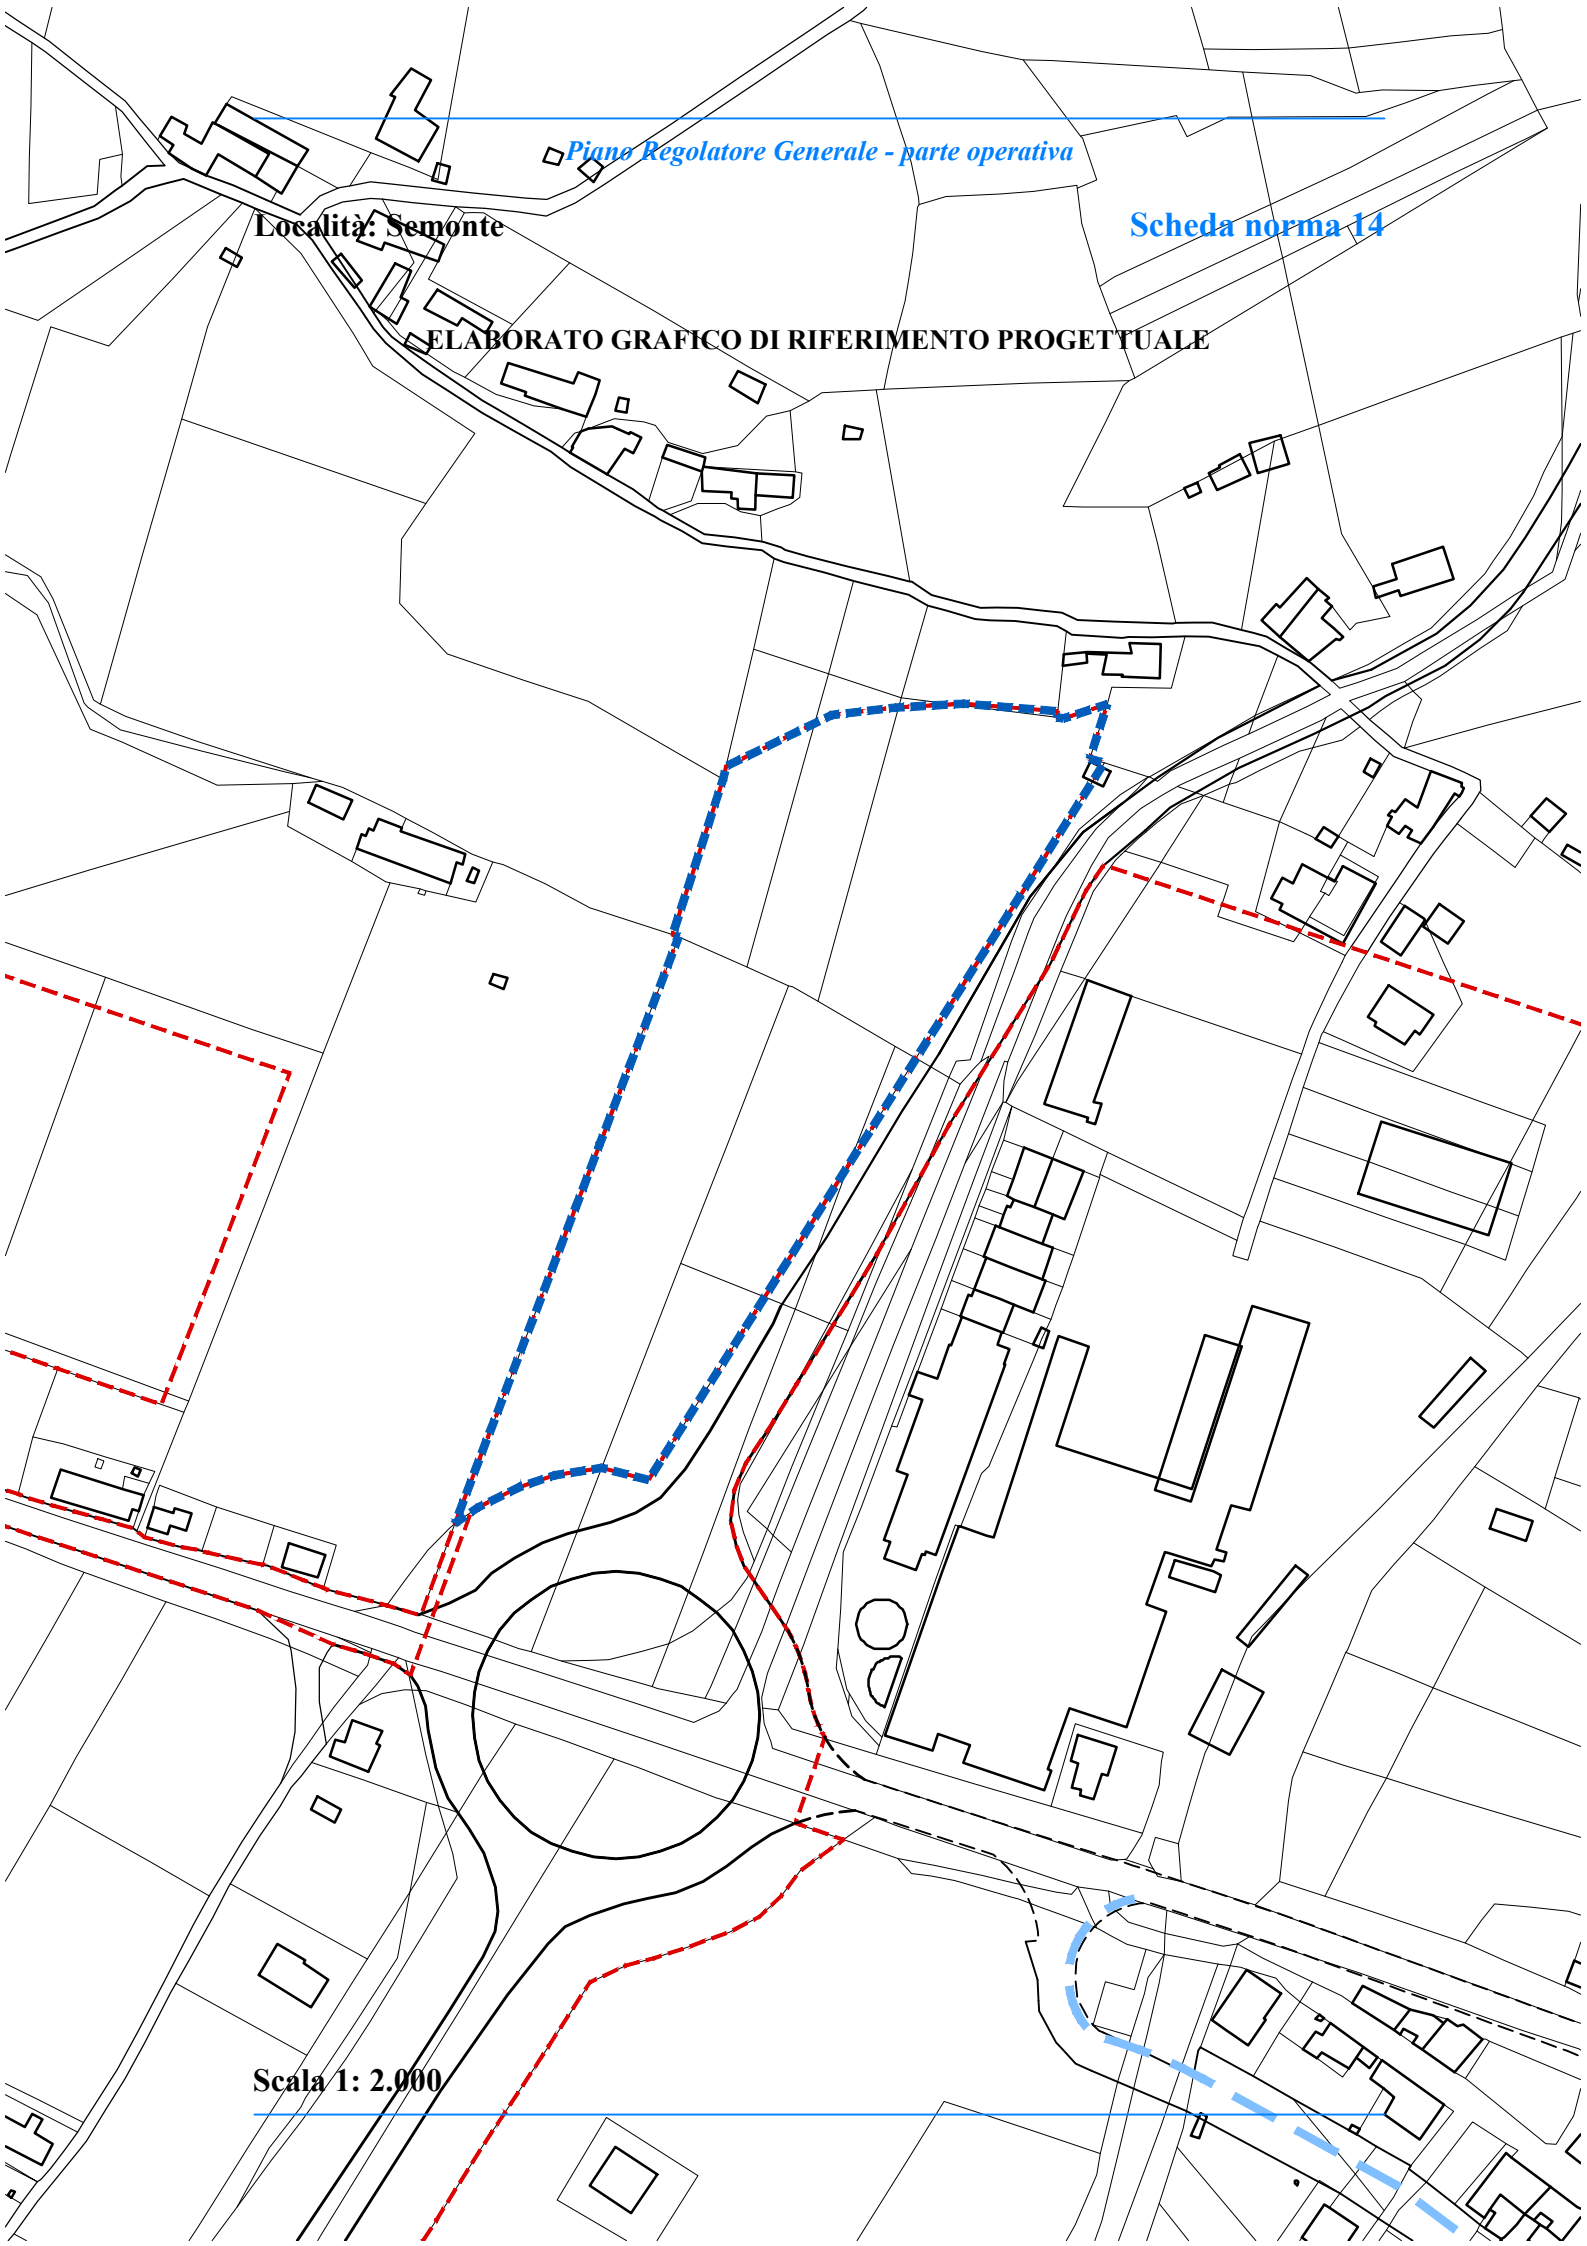 Piano Regolatore Generale - parte operativa
Località: Semonte
Scheda norma 14
ELABORATO GRAFICO DI RIFERIMENTO PROGETTUALE
Scala 1: 2.000